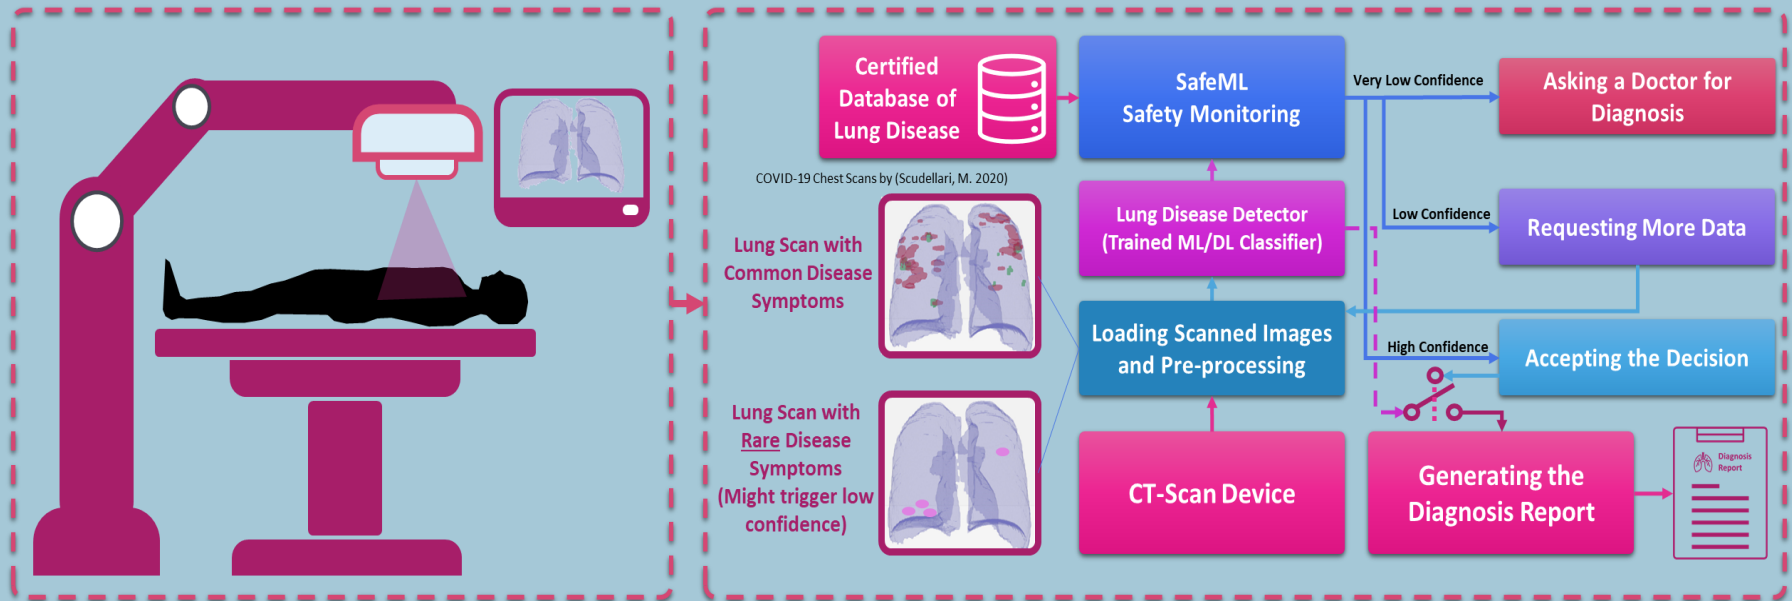 Certified
Database of
Lung Disease
SafeML
Safety Monitoring
Very Low Confidence
Asking a Doctor for
Diagnosis
COVID-19 Chest Scans by (Scudellari, M. 2020)
Lung Scan with
Common Disease
Symptoms
Lung Disease Detector
(Trained ML/DL Classifier)
Low Confidence
Requesting More Data
Loading Scanned Images
and Pre-processing
High Confidence
Accepting the Decision
Lung Scan with
Rare Disease
Symptoms
(Might trigger low
confidence)
CT-Scan Device
Generating the
Diagnosis Report
Diagnosis
Report